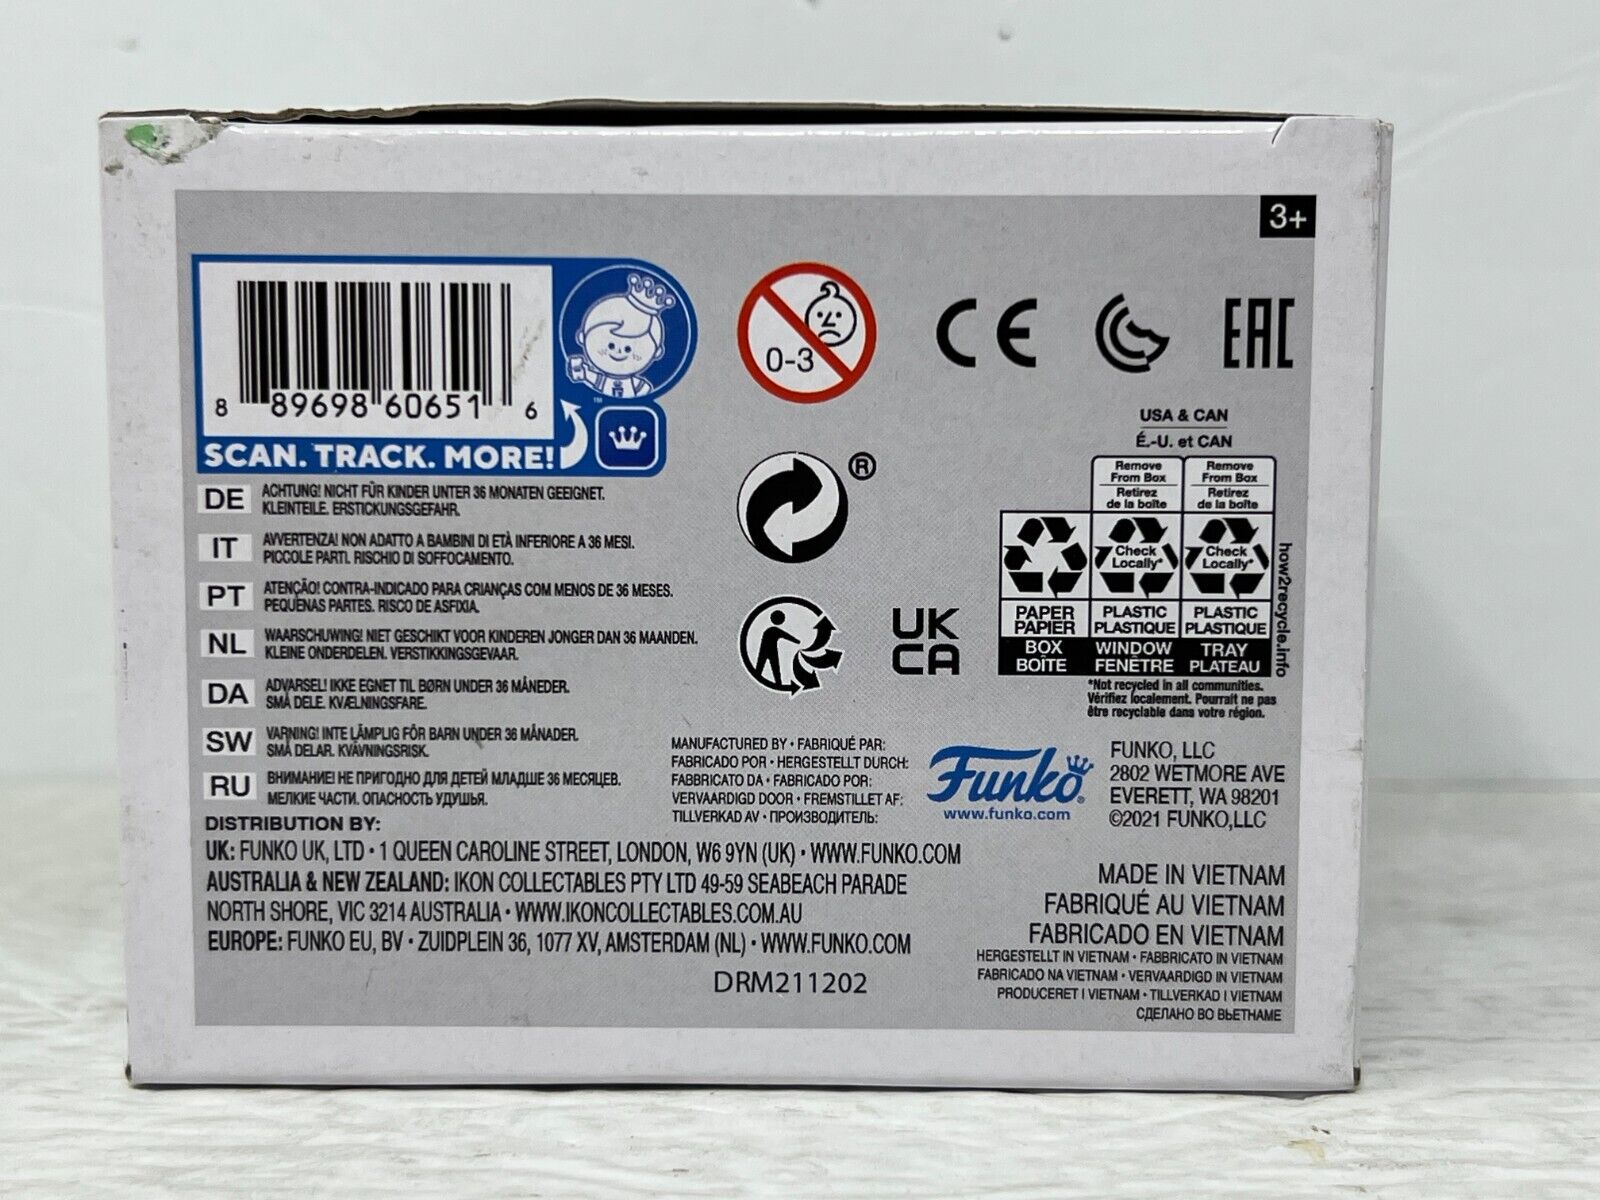 3+
8 89698 60651 6
SCAN. TRACK. MORE!
™
0-3
CE
EAC
USA & CAN
É.-U. et CAN
Remove
From Box
Retirez
de la boîte
Remove
From Box
Retirez
de la boîte
Check
Locally*
Check
Locally*
PAPER
PAPIER
PLASTIC
PLASTIQUE
PLASTIC
PLASTIQUE
BOX
BOÎTE
WINDOW
FENÊTRE
TRAY
PLATEAU
how2recycle.info
*Not recycled in all communities.
Vérifiez localement. Pourrait ne pas
être recyclable dans votre région.
®
UK
CA
DE ACHTUNG! NICHT FÜR KINDER UNTER 36 MONATEN GEEIGNET.
KLEINTEILE. ERSTICKUNGSGEFAHR.
IT AVVERTENZA! NON ADATTO A BAMBINI DI ETÀ INFERIORE A 36 MESI.
PICCOLE PARTI. RISCHIO DI SOFFOCAMENTO.
PT ATENÇÃO! CONTRA-INDICADO PARA CRIANÇAS COM MENOS DE 36 MESES.
PEQUENAS PARTES. RISCO DE ASFIXIA.
NL WAARSCHUWING! NIET GESCHIKT VOOR KINDEREN JONGER DAN 36 MAANDEN.
KLEINE ONDERDELEN. VERSTIKKINGSGEVAAR.
DA ADVARSEL! IKKE EGNET TIL BØRN UNDER 36 MÅNEDER.
SMÅ DELE. KVÆLNINGSFARE.
SW VARNING! INTE LÄMPLIG FÖR BARN UNDER 36 MÅNADER.
SMÅ DELAR. KVÄVNINGSRISK.
RU ВНИМАНИЕ! НЕ ПРИГОДНО ДЛЯ ДЕТЕЙ МЛАДШЕ 36 МЕСЯЦЕВ.
МЕЛКИЕ ЧАСТИ. ОПАСНОСТЬ УДУШЬЯ.
MANUFACTURED BY • FABRIQUÉ PAR:
FABRICADO POR • HERGESTELLT DURCH:
FABBRICATO DA • FABRICADO POR:
VERVAARDIGD DOOR • FREMSTILLET AF:
TILLVERKAD AV • ПРОИЗВОДИТЕЛЬ:
Funko®
www.funko.com
FUNKO, LLC
2802 WETMORE AVE
EVERETT, WA 98201
©2021 FUNKO,LLC
DISTRIBUTION BY:
UK: FUNKO UK, LTD • 1 QUEEN CAROLINE STREET, LONDON, W6 9YN (UK) • WWW.FUNKO.COM
AUSTRALIA & NEW ZEALAND: IKON COLLECTABLES PTY LTD 49-59 SEABEACH PARADE
NORTH SHORE, VIC 3214 AUSTRALIA • WWW.IKONCOLLECTABLES.COM.AU
EUROPE: FUNKO EU, BV • ZUIDPLEIN 36, 1077 XV, AMSTERDAM (NL) • WWW.FUNKO.COM
DRM211202
MADE IN VIETNAM
FABRIQUÉ AU VIETNAM
FABRICADO EN VIETNAM
HERGESTELLT IN VIETNAM • FABBRICATO IN VIETNAM
FABRICADO NA VIETNAM • VERVAARDIGD IN VIETNAM
PRODUCERET I VIETNAM • TILLVERKAD I VIETNAM
СДЕЛАНО ВО ВЬЕТНАМЕ